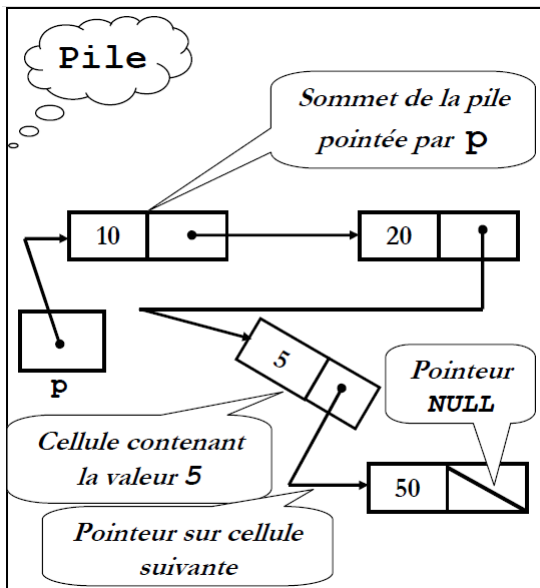 Pile
Sommet de la pile
pointée par p
10
20
p
5
Pointeur
NULL
Cellule contenant
la valeur 5
50
Pointeur sur cellule
suivante